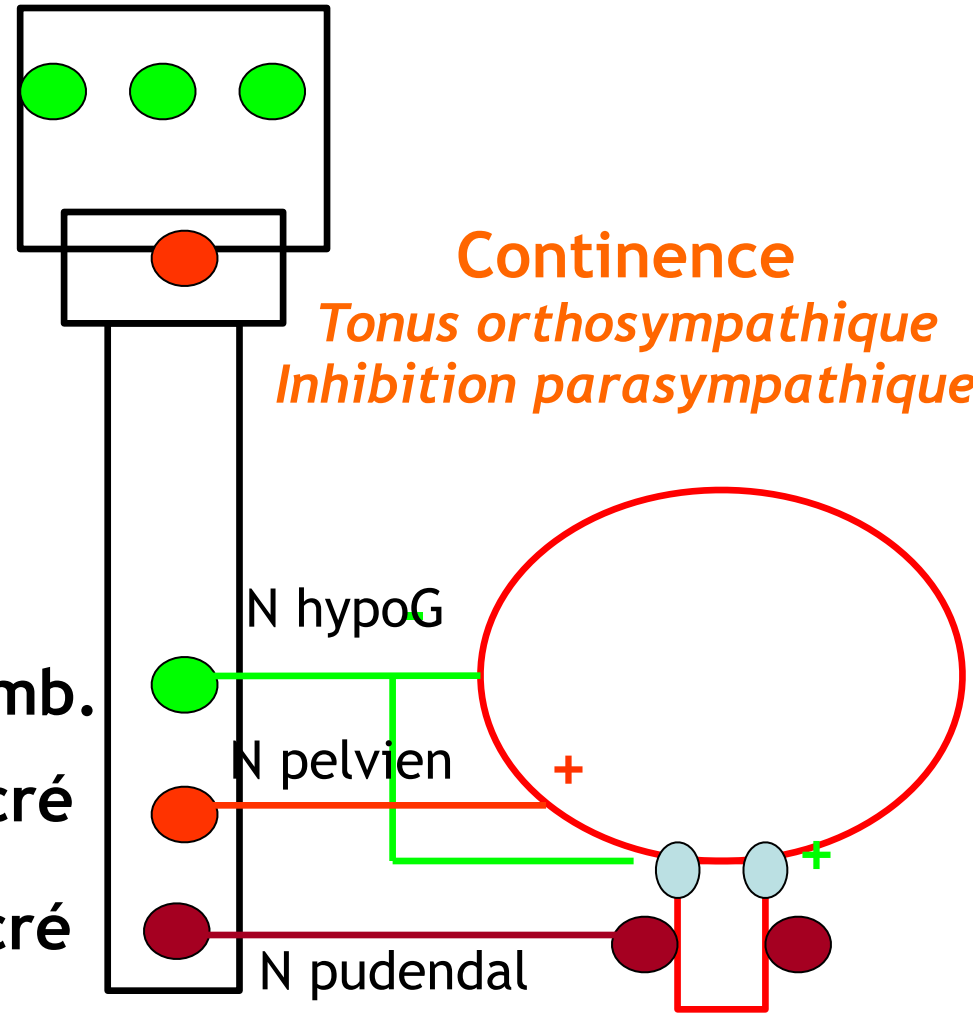 Continence
Tonus orthosympathique
Inhibition parasympathique
N hypoG
-
mb.
N pelvien
+
cré
+
cré
N pudendal